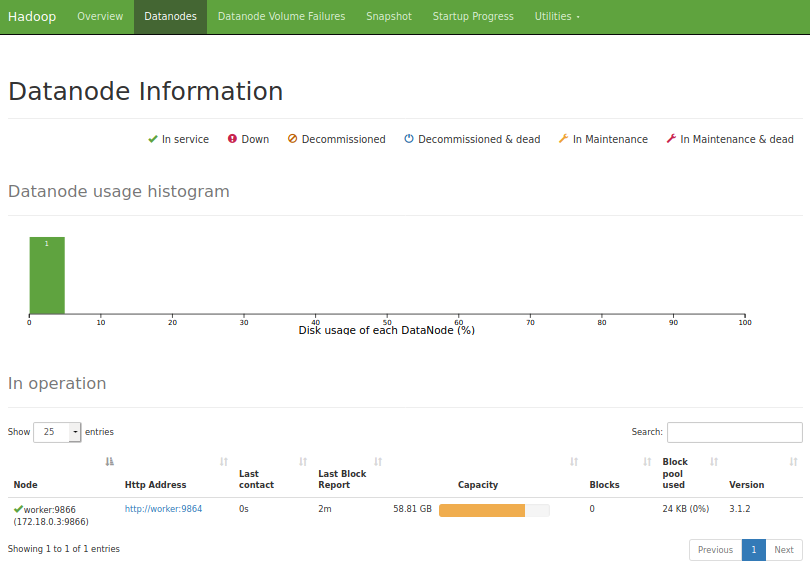 Hadoop Overview Datanodes Datanode Volume Failures Snapshot Startup Progress Utilities
Datanode Information
In service Down Decommissioned Decommissioned & dead In Maintenance In Maintenance & dead
Datanode usage histogram
1
0 10 20 30 40 50 60 70 80 90 100
Disk usage of each DataNode (%)
In operation
Show 25 entries Search:
Node Http Address Last contact Last Block Report Capacity Blocks Block pool used Version
worker:9866 http://worker:9864 0s 2m 58.81 GB 0 24 KB (0%) 3.1.2
(172.18.0.3:9866)
Showing 1 to 1 of 1 entries Previous 1 Next